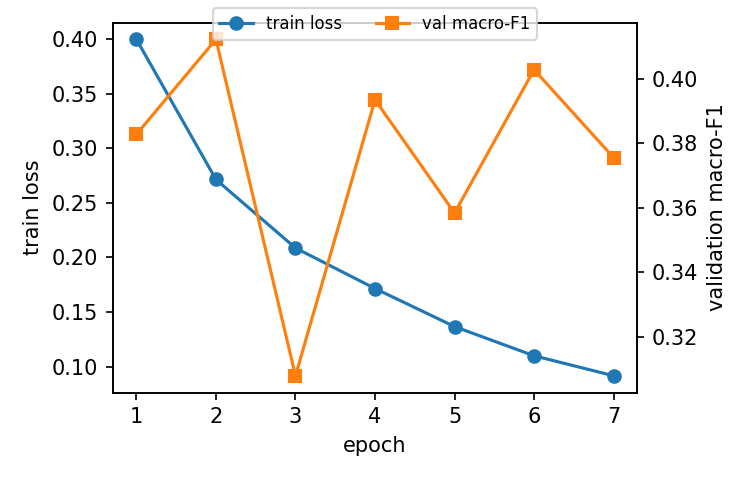 train loss val macro-F1
0.40
0.35
0.30
0.25
0.20
0.15
0.10
train loss
0.40
0.38
0.36
0.34
0.32
validation macro-F1
1 2 3 4 5 6 7
epoch